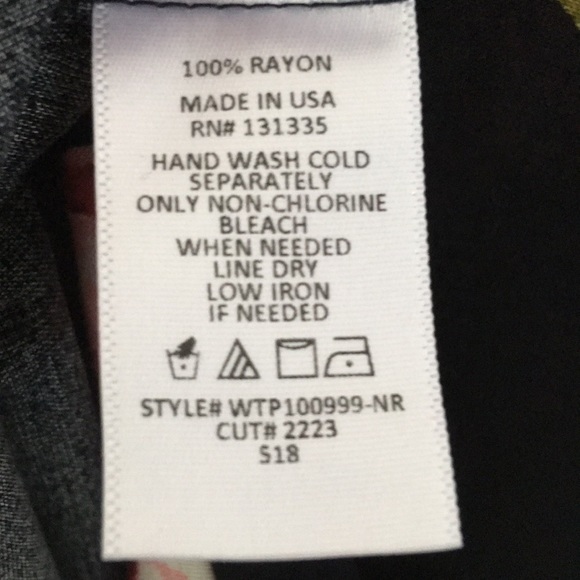 100% RAYON
MADE IN USA
RN# 131335
HAND WASH COLD
SEPARATELY
ONLY NON-CHLORINE
BLEACH
WHEN NEEDED
LINE DRY
LOW IRON
IF NEEDED
STYLE# WTP100999-NR
CUT# 2223
S18